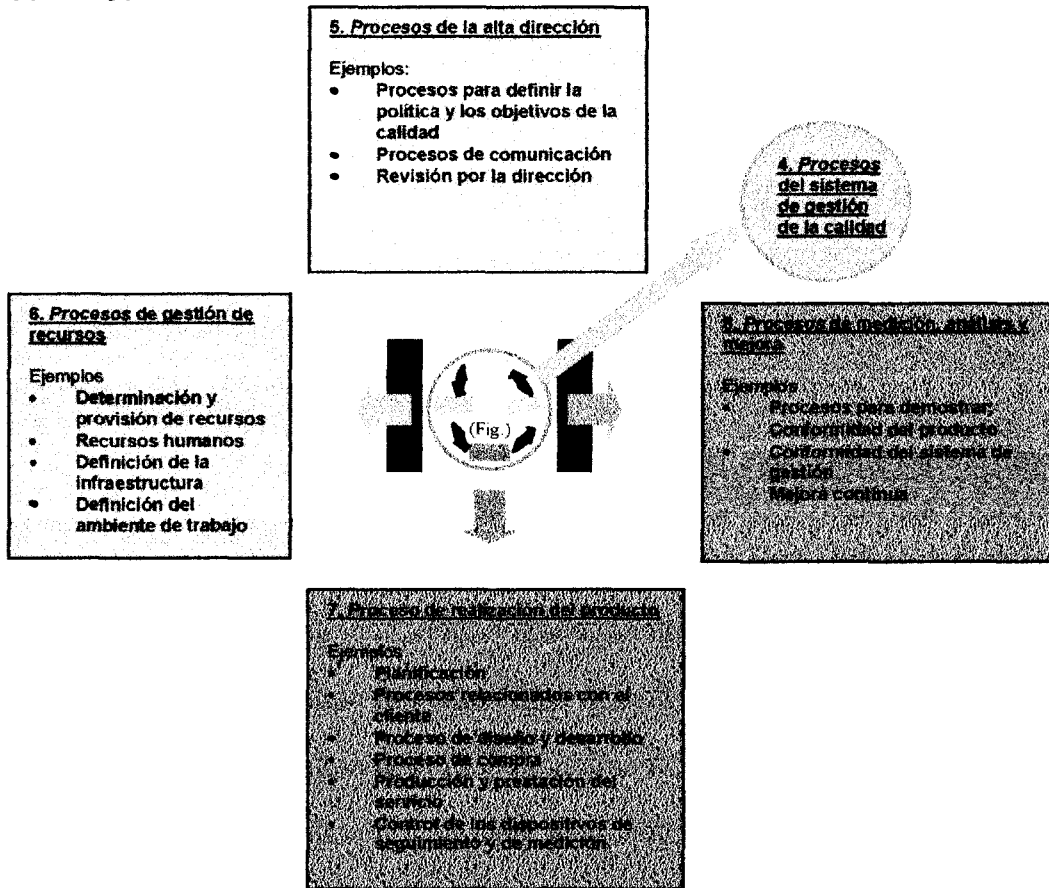 5. Procesos de la alta dirección
Ejemplos:
• Procesos para definir la
política y los objetivos de la
calidad
• Procesos de comunicación
• Revisión por la dirección
4. Procesos
del sistema
de gestión
de la calidad
6. Procesos de gestión de
recursos
Ejemplos
• Determinación y
provisión de recursos
• Recursos humanos
• Definición de la
infraestructura
• Definición del
ambiente de trabajo
(Fig.)
Procesos de medición, análisis y
mejora
Ejemplos
• Procesos para demostrar:
Conformidad del producto
• Conformidad del sistema de
gestión
Mejora continua
7. Proceso de realización del producto
Ejemplos
• Planificación
• Procesos relacionados con el
cliente
• Proceso de diseño y desarrollo
• Proceso de compra
• Producción y prestación del
servicio
• Control de los dispositivos de
seguimiento y de medición